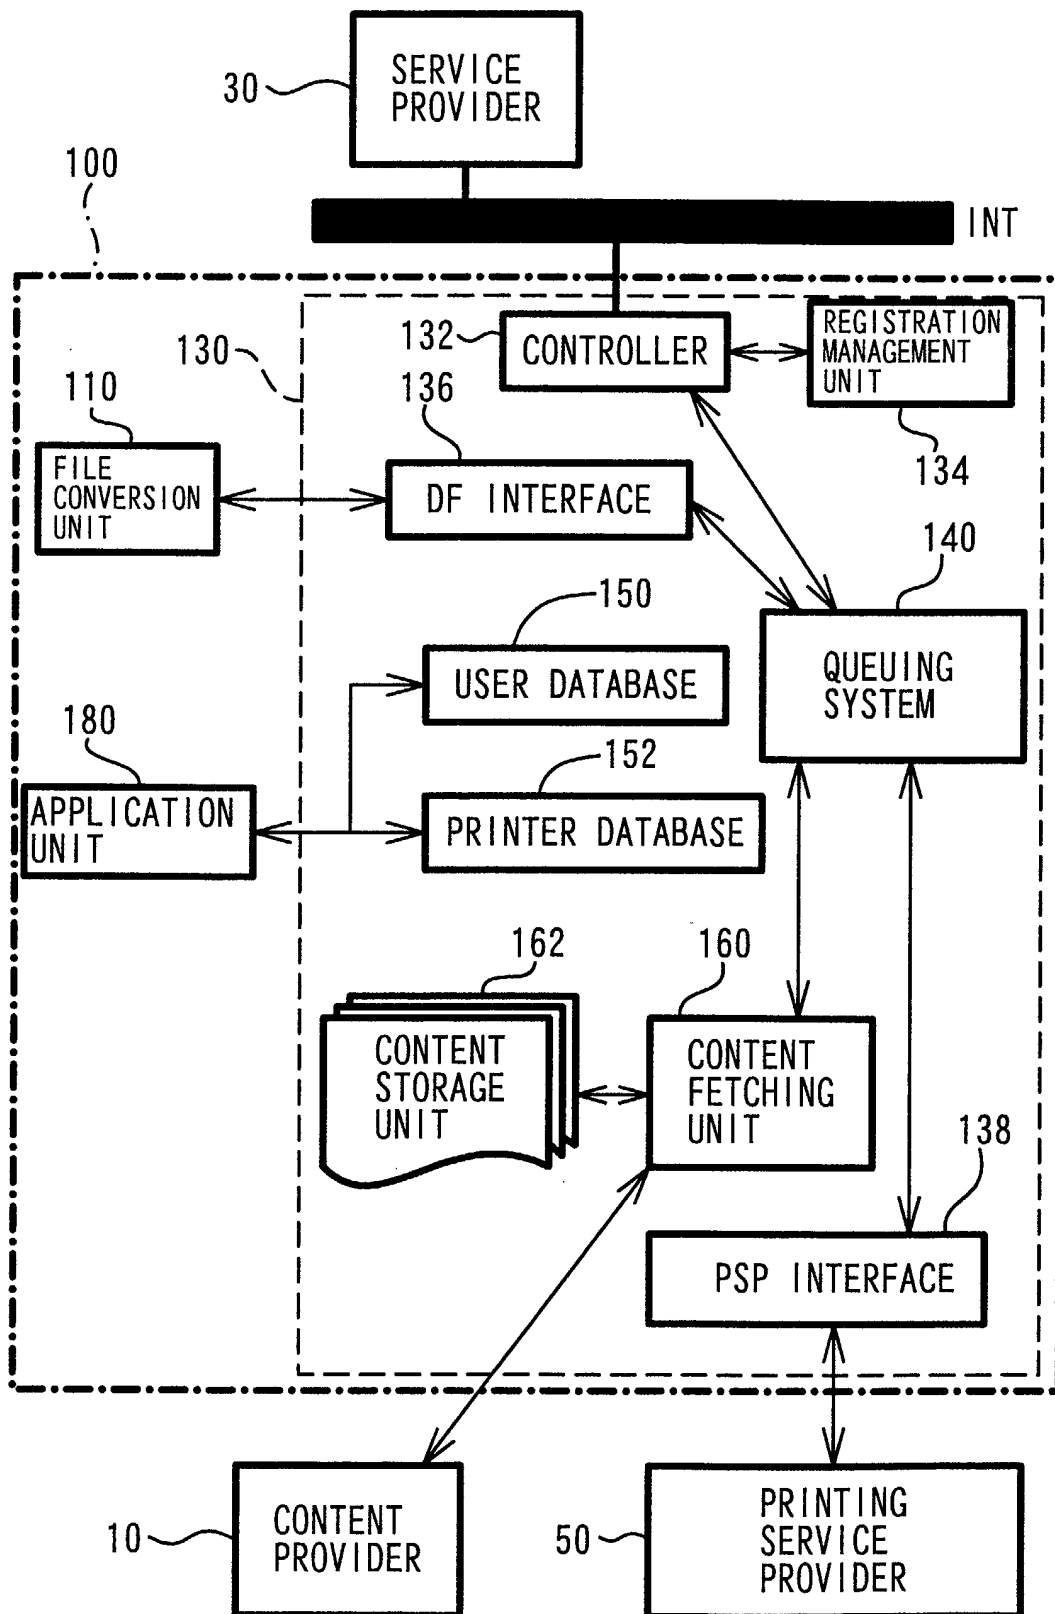 SERVICE
PROVIDER
30
100
INT
REGISTRATION
MANAGEMENT
UNIT
132
CONTROLLER
130
136
110
134
FILE
CONVERSION
UNIT
DF INTERFACE
140
150
QUEUING
SYSTEM
USER DATABASE
180
152
APPLICATION
UNIT
PRINTER DATABASE
162
160
CONTENT
STORAGE
UNIT
CONTENT
FETCHING
UNIT
138
PSP INTERFACE
10
CONTENT
PROVIDER
50
PRINTING
SERVICE
PROVIDER